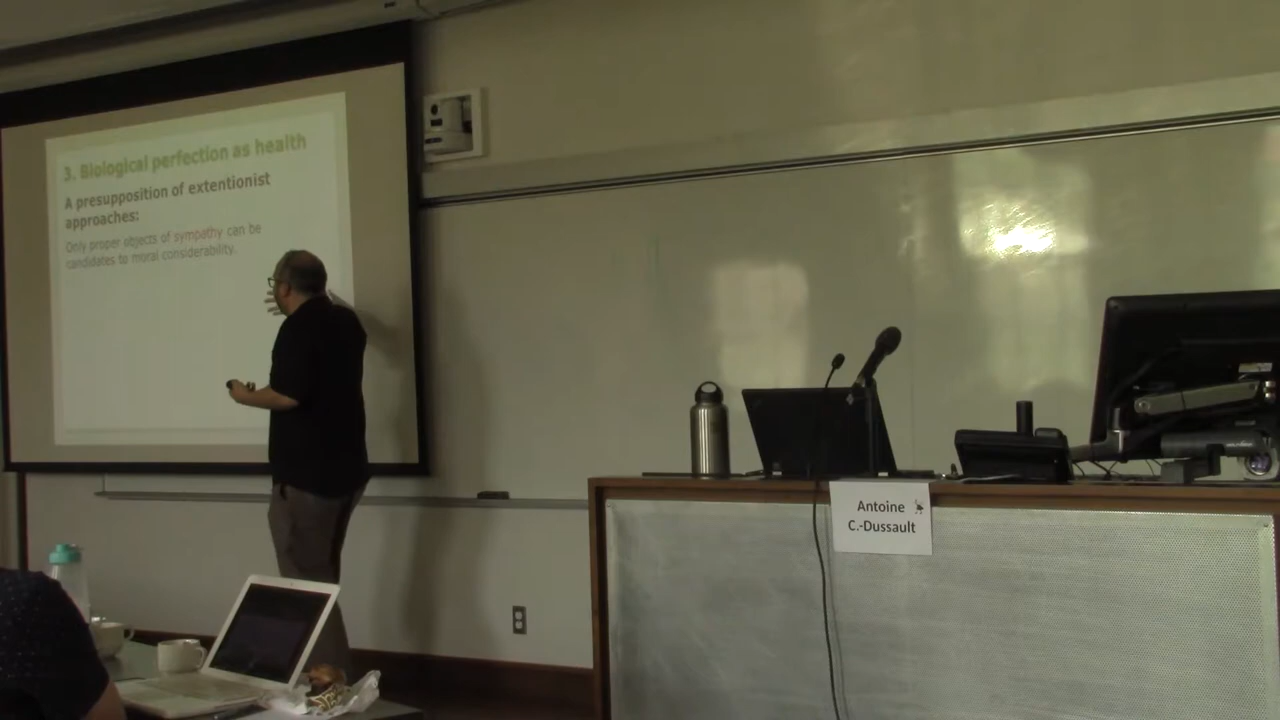 3. Biological perfection as health
A presupposition of extentionist
approaches:
Only proper objects of sympathy can be
candidates to moral considerability.
Antoine
C.-Dussault